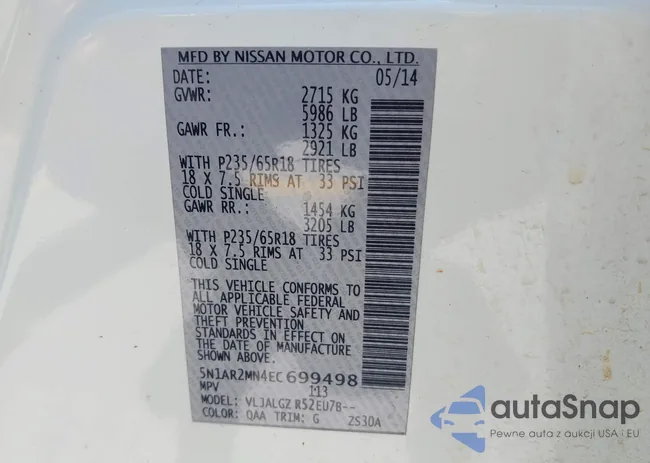 MFD BY NISSAN MOTOR CO., LTD.
DATE: 05/14
GVWR: 2715 KG
5986 LB
GAWR FR.: 1325 KG
2921 LB
WITH P235/65R18 TIRES
18 X 7.5 RIMS AT 33 PSI
COLD SINGLE
GAWR RR.: 1454 KG
3205 LB
WITH P235/65R18 TIRES
18 X 7.5 RIMS AT 33 PSI
COLD SINGLE
THIS VEHICLE CONFORMS TO
ALL APPLICABLE FEDERAL
MOTOR VEHICLE SAFETY AND
THEFT PREVENTION
STANDARDS IN EFFECT ON THE
DATE OF MANUFACTURE
SHOWN ABOVE.
5N1AR2MN4EC699498
MPV 113
MODEL: VL3ALGZ R52EU7B--
COLOR: QAA TRIM: G 2S30A
autoSnap
Pewne auta z aukcji USA i EU